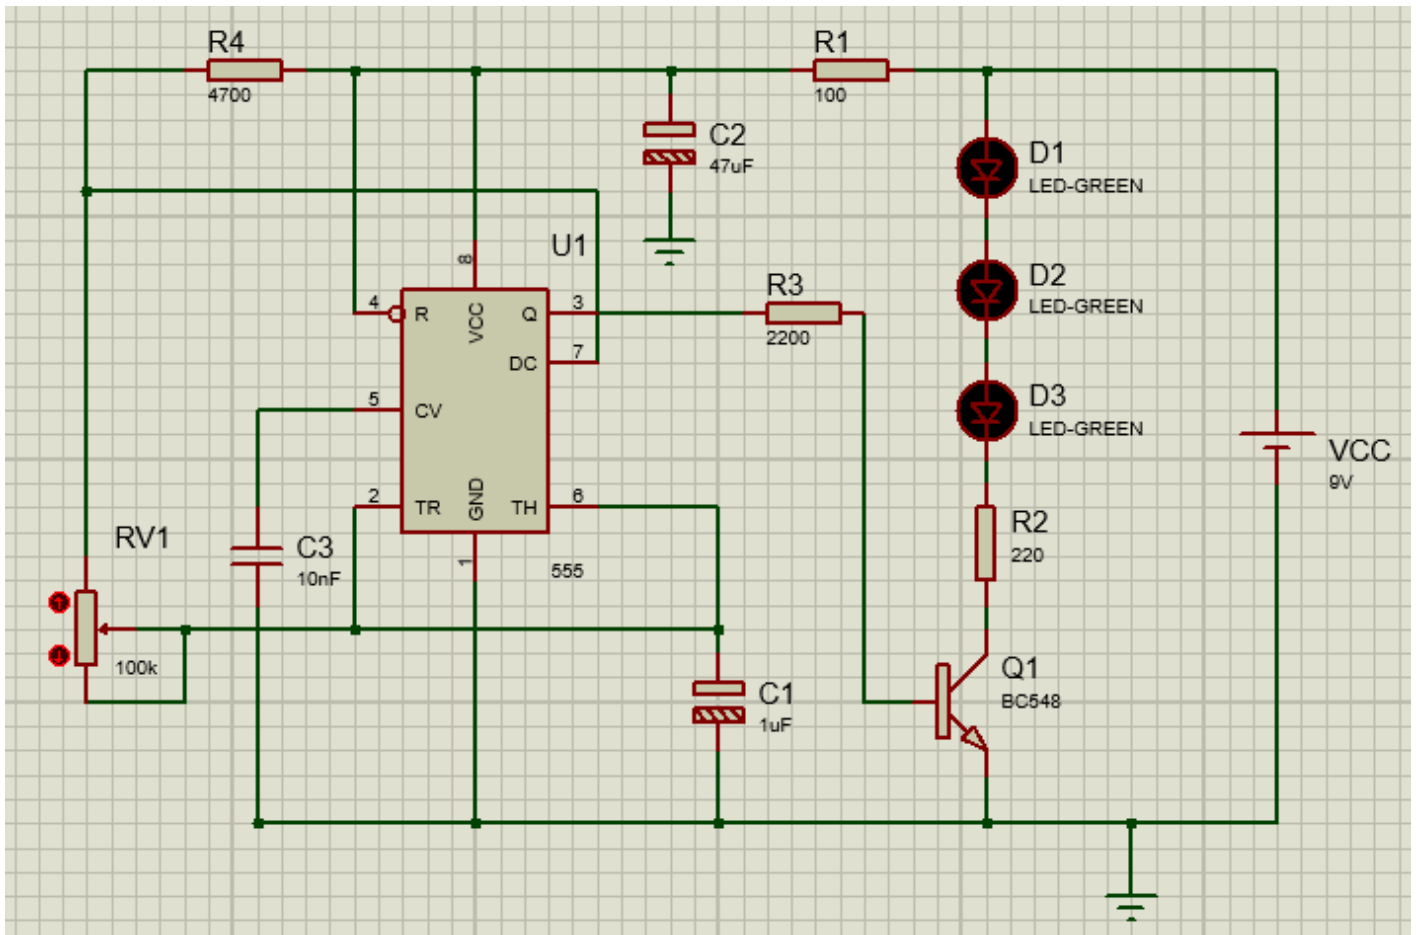 R4
4700
R1
100
C2
47uF
D1
LED-GREEN
U1
8
D2
LED-GREEN
R3
2200
4
R
VCC
Q
3
DC
7
D3
LED-GREEN
5
CV
VCC
9V
2
TR
GND
TH
6
R2
220
RV1
C3
10nF
1
555
100k
C1
1uF
Q1
BC548